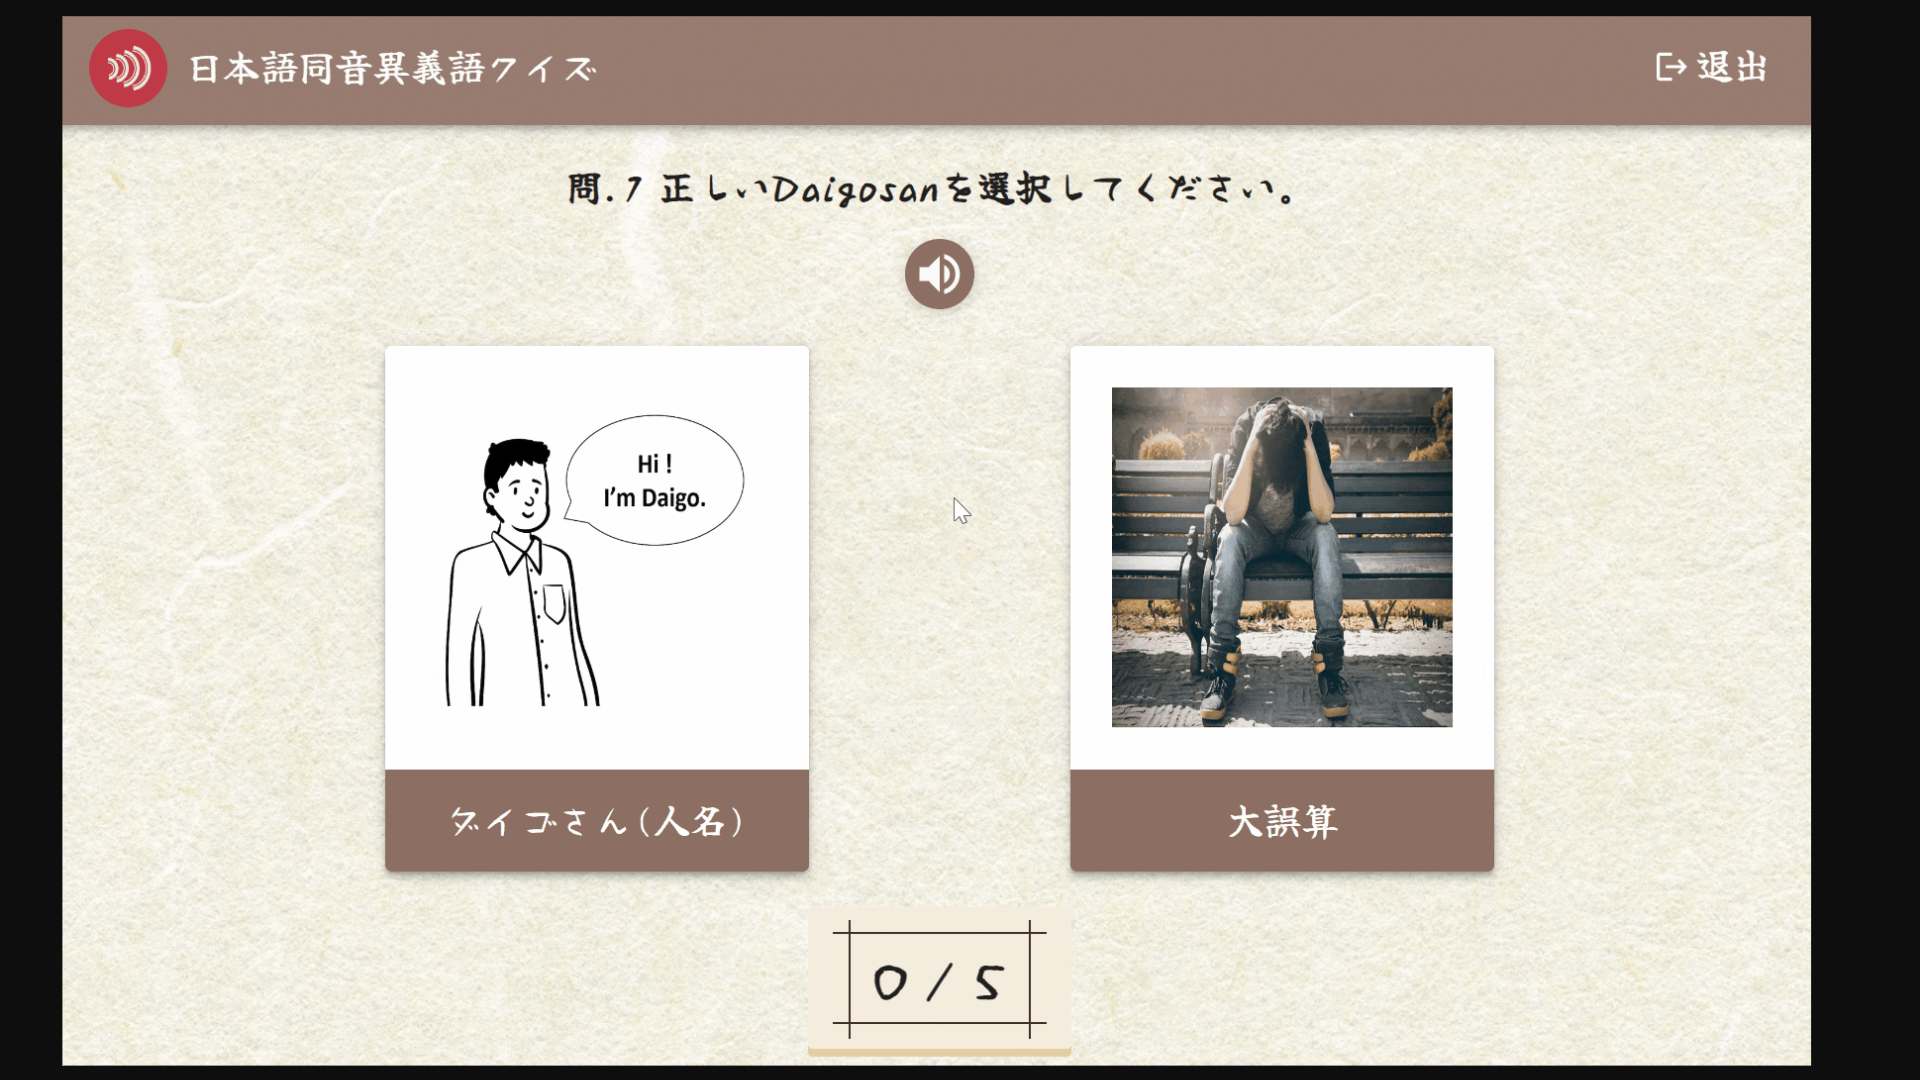 日本語同音異義語クイズ
退出
問.1 正しいDaigosanを選択してください。
Hi !
I'm Daigo.
ダイゴさん(人名)
大誤算
0 / 5